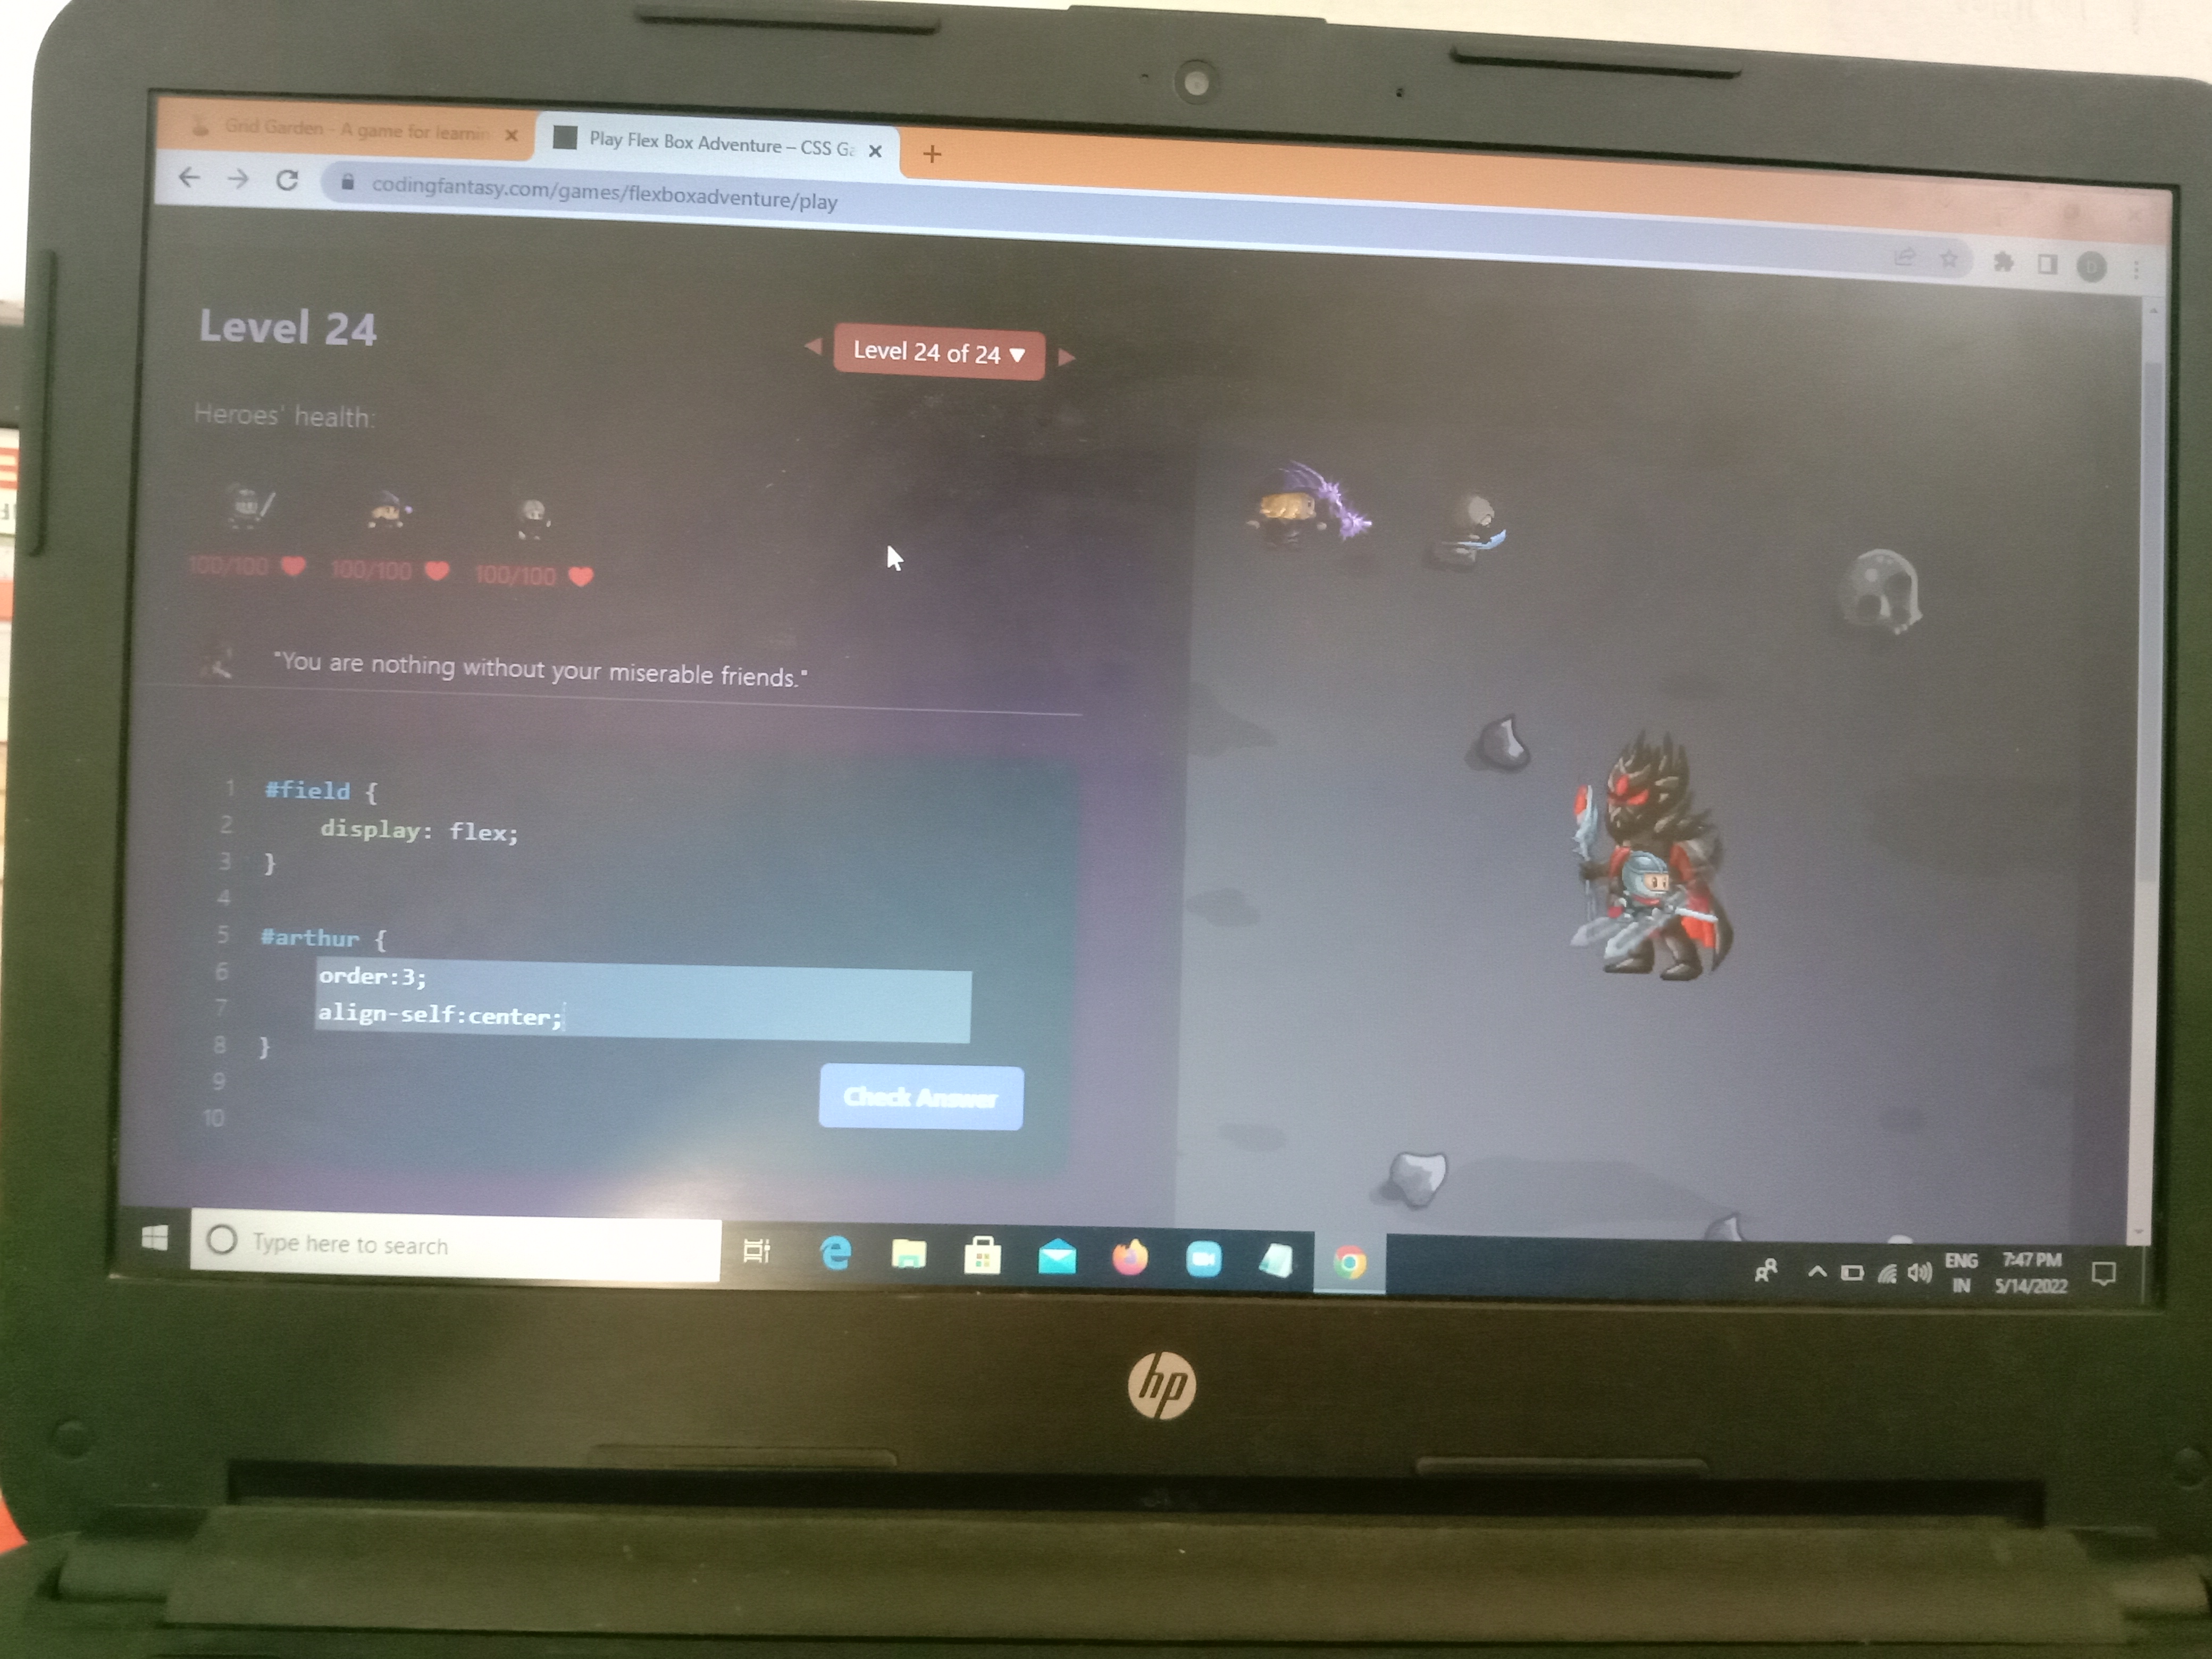 Grid Garden - A game for learnin
Play Flex Box Adventure – CSS Ga
codingfantasy.com/games/flexboxadventure/play
D
Level 24
Level 24 of 24
Heroes' health:
100/100 100/100 100/100
"You are nothing without your miserable friends."
1 #field {
2 display: flex;
3 }
4
5 #arthur {
6 order:3;
7 align-self:center;
8 }
9
10
Check Answer
Type here to search
ENG
IN
7:47 PM
5/14/2022
hp